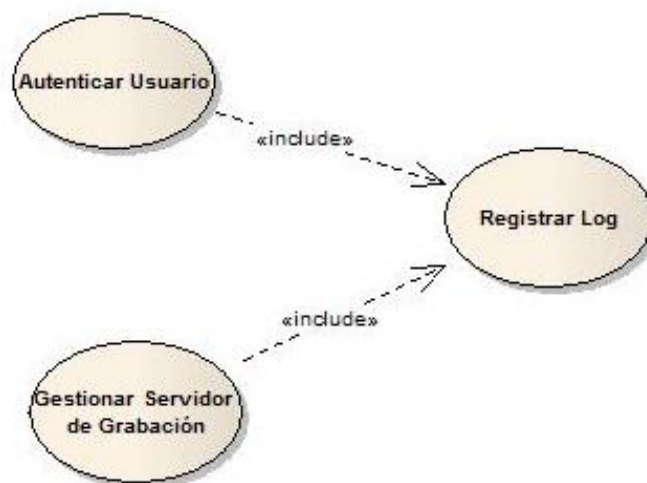 Autenticar Usuario
«include»
Registrar Log
«include»
Gestionar Servidor
de Grabación